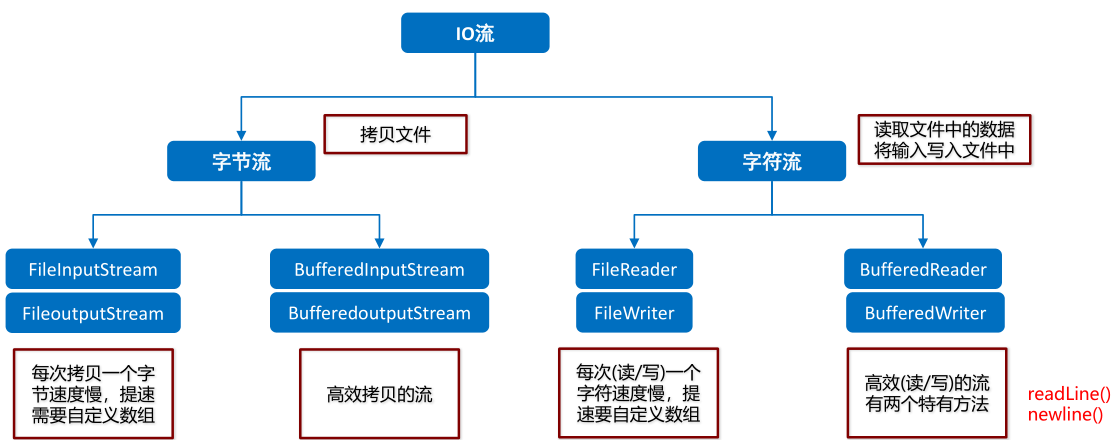 IO流
拷贝文件
读取文件中的数据
将输入写入文件中
字节流
字符流
FileInputStream
BufferedInputStream
FileReader
BufferedReader
FileoutputStream
BufferedoutputStream
FileWriter
BufferedWriter
每次拷贝一个字
节速度慢，提速
需要自定义数组
高效拷贝的流
每次(读/写)一个
字符速度慢，提
速要自定义数组
高效(读/写)的流
有两个特有方法
readLine()
newline()